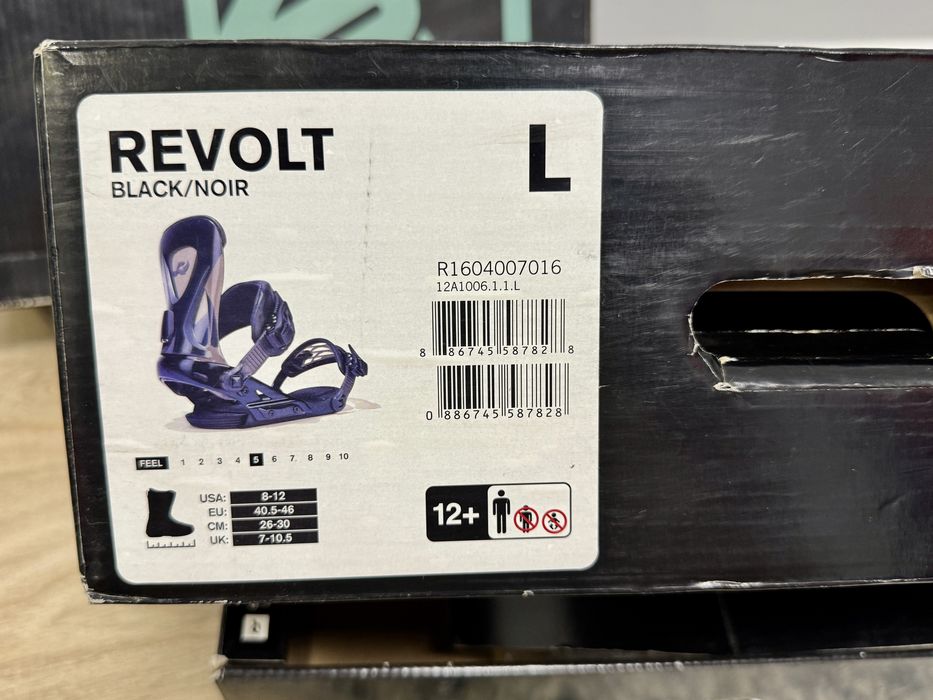 REVOLT
BLACK/NOIR
L
R1604007016
12A1006.1.1.L
8 86745 58782 8
0 886745 587828
FEEL 1 2 3 4 5 6 7 8 9 10
USA: 8-12
EU: 40.5-46
CM: 26-30
UK: 7-10.5
12+